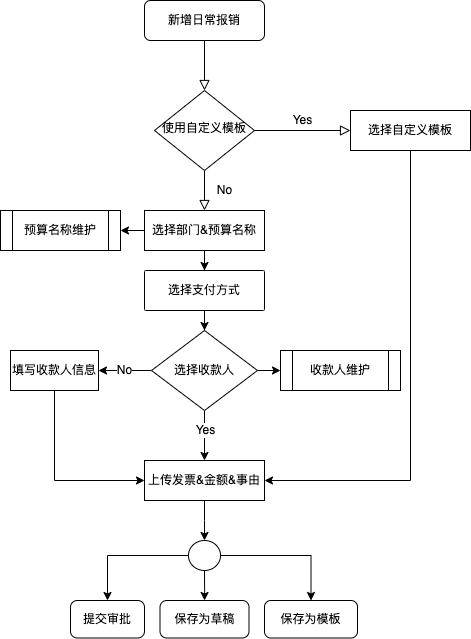 新增日常报销
使用自定义模板
Yes
选择自定义模板
No
预算名称维护
选择部门&预算名称
选择支付方式
填写收款人信息
No
选择收款人
收款人维护
Yes
上传发票&金额&事由
提交审批
保存为草稿
保存为模板